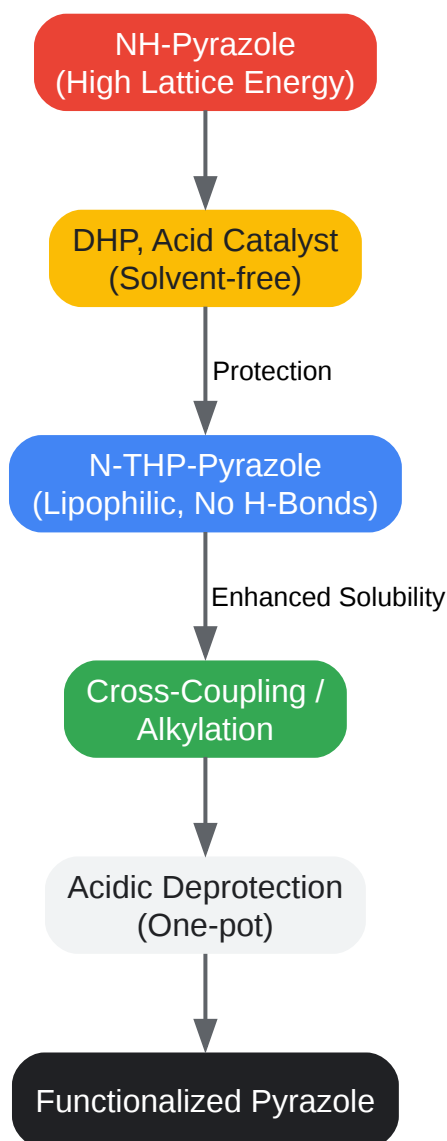 NH-Pyrazole
(High Lattice Energy)
DHP, Acid Catalyst
(Solvent-free)
Protection
N-THP-Pyrazole
(Lipophilic, No H-Bonds)
Enhanced Solubility
Cross-Coupling /
Alkylation
Acidic Deprotection
(One-pot)
Functionalized Pyrazole